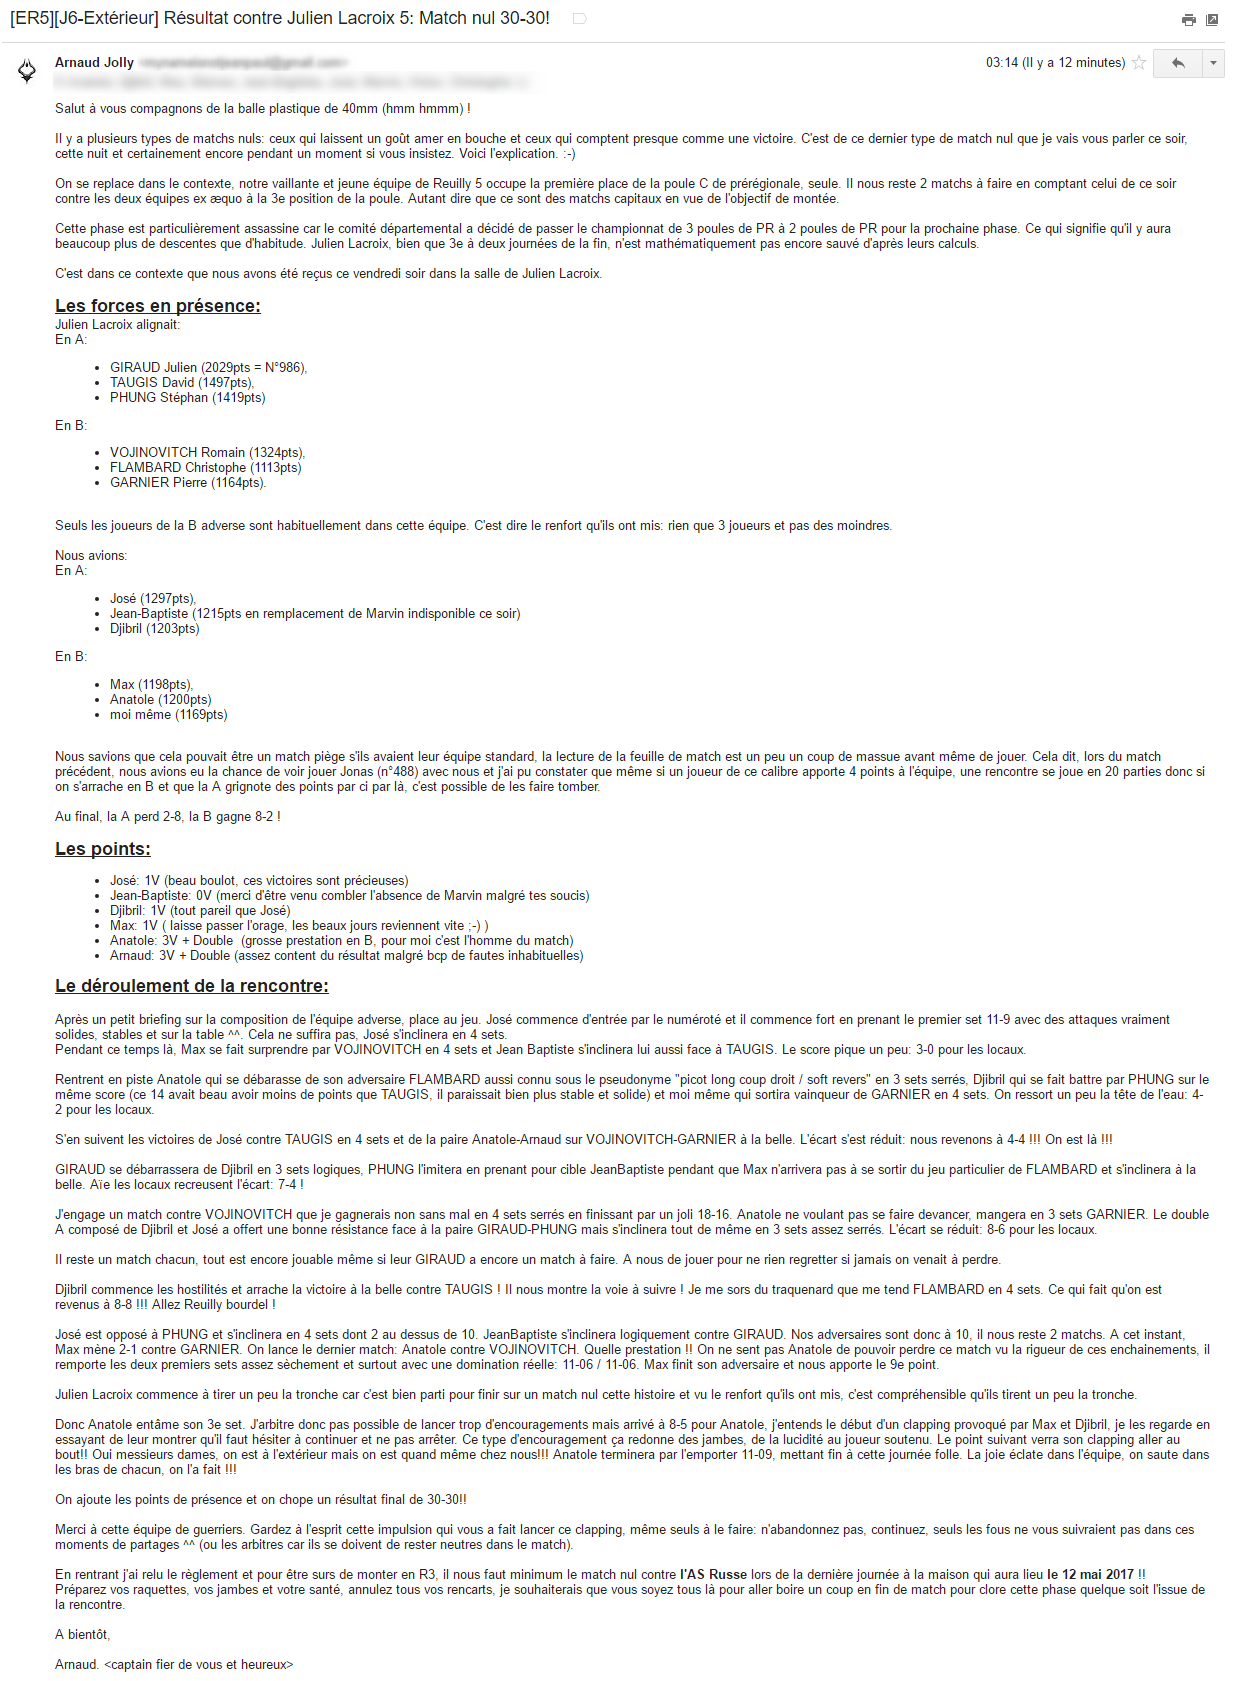 [ER5][J6-Extérieur] Résultat contre Julien Lacroix 5: Match nul 30-30!
Arnaud Jolly
03:14 (Il y a 12 minutes)
Salut à vous compagnons de la balle plastique de 40mm (hmm hmmm) !
Il y a plusieurs types de matchs nuls: ceux qui laissent un goût amer en bouche et ceux qui comptent presque comme une victoire. C'est de ce dernier type de match nul que je vais vous parler ce soir,
cette nuit et certainement encore pendant un moment si vous insistez. Voici l'explication. :-)
On se replace dans le contexte, notre vaillante et jeune équipe de Reuilly 5 occupe la première place de la poule C de prérégionale, seule. Il nous reste 2 matchs à faire en comptant celui de ce soir
contre les deux équipes ex æquo à la 3e position de la poule. Autant dire que ce sont des matchs capitaux en vue de l'objectif de montée.
Cette phase est particulièrement assassine car le comité départemental a décidé de passer le championnat de 3 poules de PR à 2 poules de PR pour la prochaine phase. Ce qui signifie qu'il y aura
beaucoup plus de descentes que d'habitude. Julien Lacroix, bien que 3e à deux journées de la fin, n'est mathématiquement pas encore sauvé d'après leurs calculs.
C'est dans ce contexte que nous avons été reçus ce vendredi soir dans la salle de Julien Lacroix.
Les forces en présence:
Julien Lacroix alignait:
En A:
• GIRAUD Julien (2029pts = N°986),
• TAUGIS David (1497pts),
• PHUNG Stéphan (1419pts)
En B:
• VOJINOVITCH Romain (1324pts),
• FLAMBARD Christophe (1113pts)
• GARNIER Pierre (1164pts).
Seuls les joueurs de la B adverse sont habituellement dans cette équipe. C'est dire le renfort qu'ils ont mis: rien que 3 joueurs et pas des moindres.
Nous avions:
En A:
• José (1297pts),
• Jean-Baptiste (1215pts en remplacement de Marvin indisponible ce soir)
• Djibril (1203pts)
En B:
• Max (1198pts),
• Anatole (1200pts)
• moi même (1169pts)
Nous savions que cela pouvait être un match piège s'ils avaient leur équipe standard, la lecture de la feuille de match est un peu un coup de massue avant même de jouer. Cela dit, lors du match
précédent, nous avions eu la chance de voir jouer Jonas (n°488) avec nous et j'ai pu constater que même si un joueur de ce calibre apporte 4 points à l'équipe, une rencontre se joue en 20 parties donc si
on s'arrache en B et que la A grignote des points par ci par là, c'est possible de les faire tomber.
Au final, la A perd 2-8, la B gagne 8-2 !
Les points:
• José: 1V (beau boulot, ces victoires sont précieuses)
• Jean-Baptiste: 0V (merci d'être venu combler l'absence de Marvin malgré tes soucis)
• Djibril: 1V (tout pareil que José)
• Max: 1V ( laisse passer l'orage, les beaux jours reviennent vite ;-) )
• Anatole: 3V + Double  (grosse prestation en B, pour moi c'est l'homme du match)
• Arnaud: 3V + Double (assez content du résultat malgré bcp de fautes inhabituelles)
Le déroulement de la rencontre:
Après un petit briefing sur la composition de l'équipe adverse, place au jeu. José commence d'entrée par le numéroté et il commence fort en prenant le premier set 11-9 avec des attaques vraiment
solides, stables et sur la table ^^. Cela ne suffira pas, José s'inclinera en 4 sets.
Pendant ce temps là, Max se fait surprendre par VOJINOVITCH en 4 sets et Jean Baptiste s'inclinera lui aussi face à TAUGIS. Le score pique un peu: 3-0 pour les locaux.
Rentrent en piste Anatole qui se débarasse de son adversaire FLAMBARD aussi connu sous le pseudonyme "picot long coup droit / soft revers" en 3 sets serrés, Djibril qui se fait battre par PHUNG sur le
même score (ce 14 avait beau avoir moins de points que TAUGIS, il paraissait bien plus stable et solide) et moi même qui sortira vainqueur de GARNIER en 4 sets. On ressort un peu la tête de l'eau: 4-
2 pour les locaux.
S'en suivent les victoires de José contre TAUGIS en 4 sets et de la paire Anatole-Arnaud sur VOJINOVITCH-GARNIER à la belle. L'écart s'est réduit: nous revenons à 4-4 !!! On est là !!!
GIRAUD se débarrassera de Djibril en 3 sets logiques, PHUNG l'imitera en prenant pour cible JeanBaptiste pendant que Max n'arrivera pas à se sortir du jeu particulier de FLAMBARD et s'inclinera à la
belle. Aïe les locaux recreusent l'écart: 7-4 !
J'engage un match contre VOJINOVITCH que je gagnerais non sans mal en 4 sets serrés en finissant par un joli 18-16. Anatole ne voulant pas se faire devancer, mangera en 3 sets GARNIER. Le double
A composé de Djibril et José a offert une bonne résistance face à la paire GIRAUD-PHUNG mais s'inclinera tout de même en 3 sets assez serrés. L'écart se réduit: 8-6 pour les locaux.
Il reste un match chacun, tout est encore jouable même si leur GIRAUD a encore un match à faire. A nous de jouer pour ne rien regretter si jamais on venait à perdre.
Djibril commence les hostilités et arrache la victoire à la belle contre TAUGIS ! Il nous montre la voie à suivre ! Je me sors du traquenard que me tend FLAMBARD en 4 sets. Ce qui fait qu'on est
revenus à 8-8 !!! Allez Reuilly bourdel !
José est opposé à PHUNG et s'inclinera en 4 sets dont 2 au dessus de 10. JeanBaptiste s'inclinera logiquement contre GIRAUD. Nos adversaires sont donc à 10, il nous reste 2 matchs. A cet instant,
Max mène 2-1 contre GARNIER. On lance le dernier match: Anatole contre VOJINOVITCH. Quelle prestation !! On ne sent pas Anatole de pouvoir perdre ce match vu la rigueur de ces enchainements, il
remporte les deux premiers sets assez sèchement et surtout avec une domination réelle: 11-06 / 11-06. Max finit son adversaire et nous apporte le 9e point.
Julien Lacroix commence à tirer un peu la tronche car c'est bien parti pour finir sur un match nul cette histoire et vu le renfort qu'ils ont mis, c'est compréhensible qu'ils tirent un peu la tronche.
Donc Anatole entâme son 3e set. J'arbitre donc pas possible de lancer trop d'encouragements mais arrivé à 8-5 pour Anatole, j'entends le début d'un clapping provoqué par Max et Djibril, je les regarde en
essayant de leur montrer qu'il faut hésiter à continuer et ne pas arrêter. Ce type d'encouragement ça redonne des jambes, de la lucidité au joueur soutenu. Le point suivant verra son clapping aller au
bout!! Oui messieurs dames, on est à l'extérieur mais on est quand même chez nous!!! Anatole terminera par l'emporter 11-09, mettant fin à cette journée folle. La joie éclate dans l'équipe, on saute dans
les bras de chacun, on l'a fait !!!
On ajoute les points de présence et on chope un résultat final de 30-30!!
Merci à cette équipe de guerriers. Gardez à l'esprit cette impulsion qui vous a fait lancer ce clapping, même seuls à le faire: n'abandonnez pas, continuez, seuls les fous ne vous suivraient pas dans ces
moments de partages ^^ (ou les arbitres car ils se doivent de rester neutres dans le match).
En rentrant j'ai relu le règlement et pour être surs de monter en R3, il nous faut minimum le match nul contre l'AS Russe lors de la dernière journée à la maison qui aura lieu le 12 mai 2017 !!
Préparez vos raquettes, vos jambes et votre santé, annulez tous vos rencarts, je souhaiterais que vous soyez tous là pour aller boire un coup en fin de match pour clore cette phase quelque soit l'issue de
la rencontre.
A bientôt,
Arnaud. <captain fier de vous et heureux>